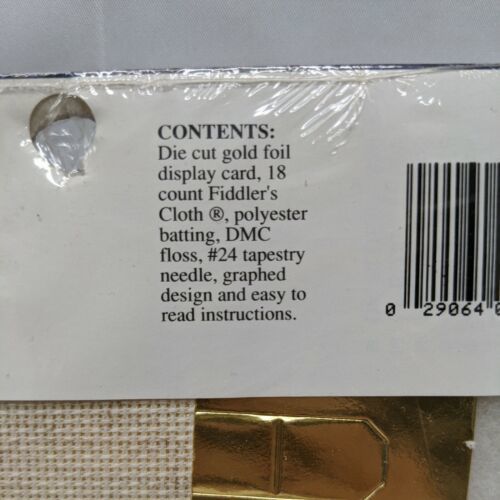 CONTENTS:
Die cut gold foil
display card, 18
count Fiddler's
Cloth ®, polyester
batting, DMC
floss, #24 tapestry
needle, graphed
design and easy to
read instructions.
0 29064